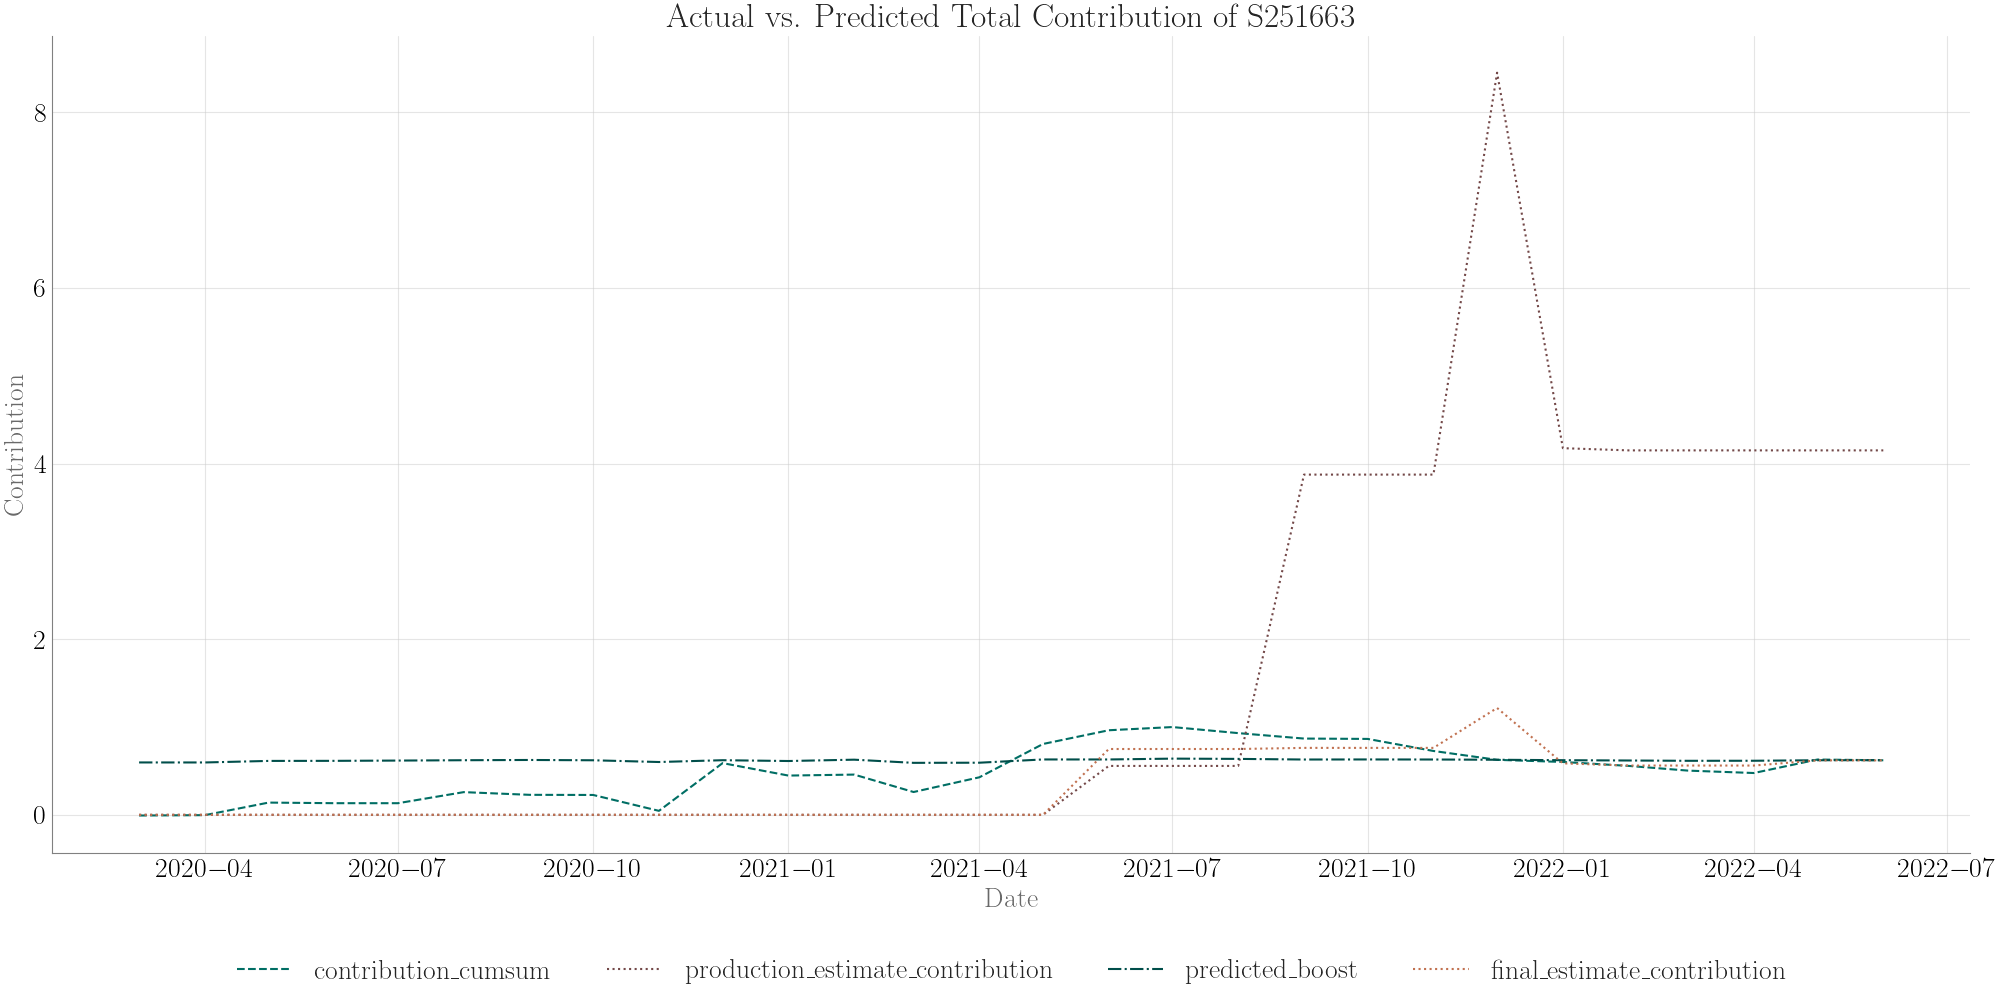 Actual vs. Predicted Total Contribution of S251663
8
6
4
2
0
Contribution
2020–04 2020–07 2020–10 2021–01 2021–04 2021–07 2021–10 2022–01 2022–04 2022–07
Date
contribution_cumsum production_estimate_contribution predicted_boost final_estimate_contribution